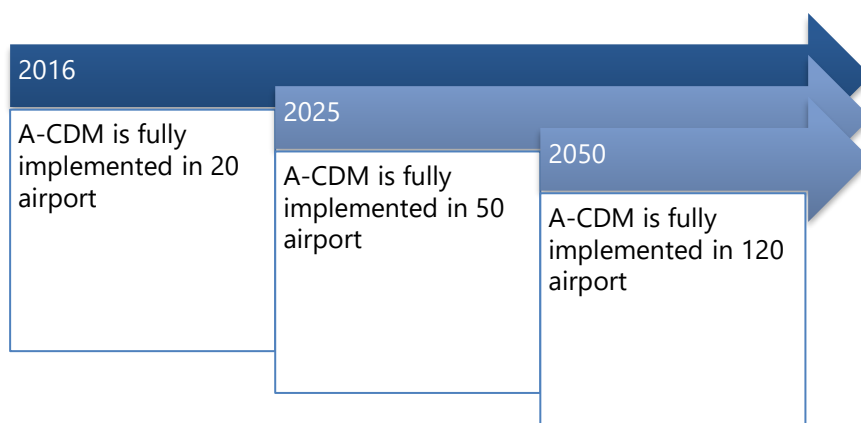 2016
A-CDM is fully
implemented in 20
airport
2025
A-CDM is fully
implemented in 50
airport
2050
A-CDM is fully
implemented in 120
airport